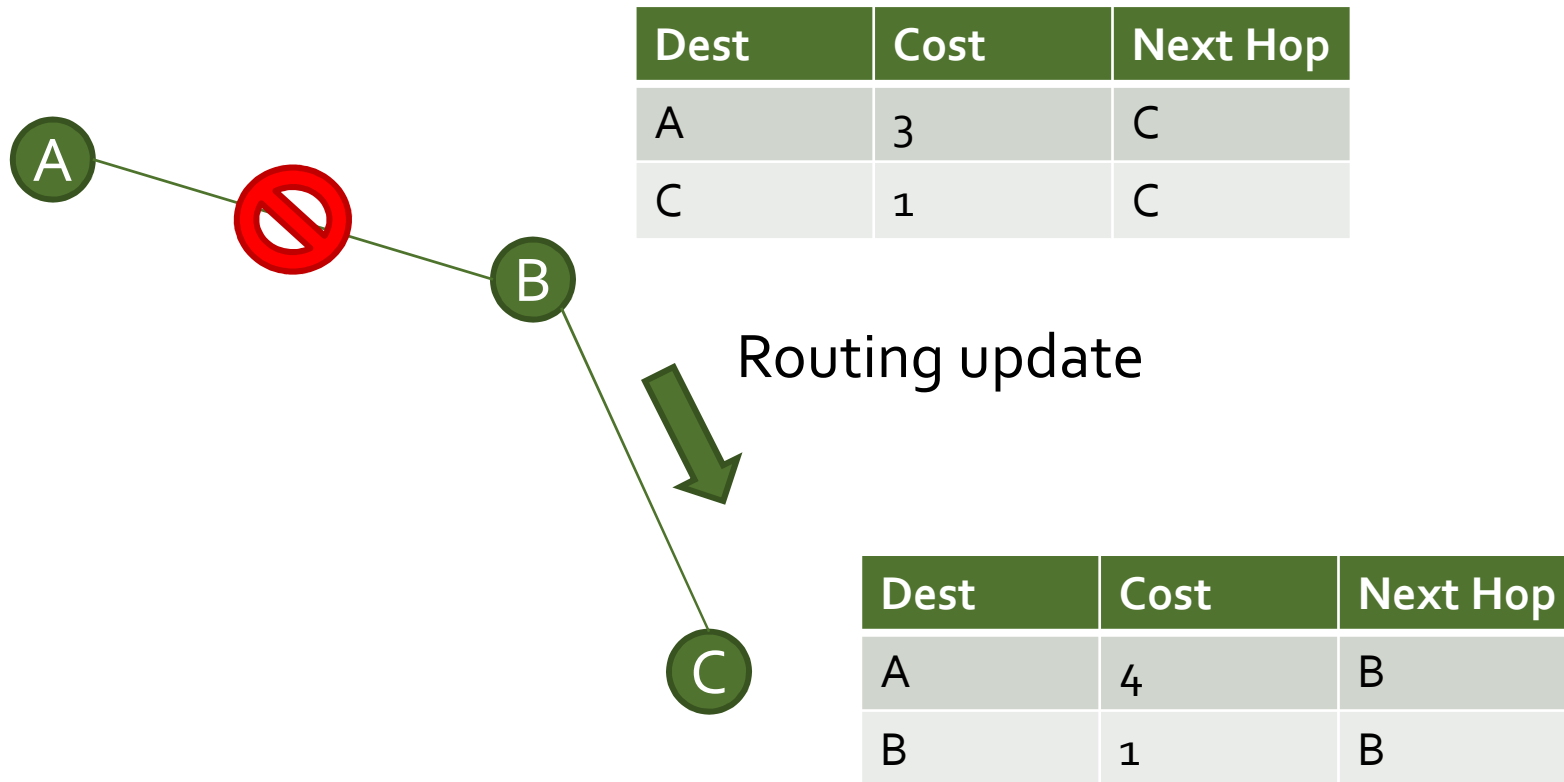 Dest Cost Next Hop
A 3 C
C 1 C
A
B
Routing update
C
Dest Cost Next Hop
A 4 B
B 1 B